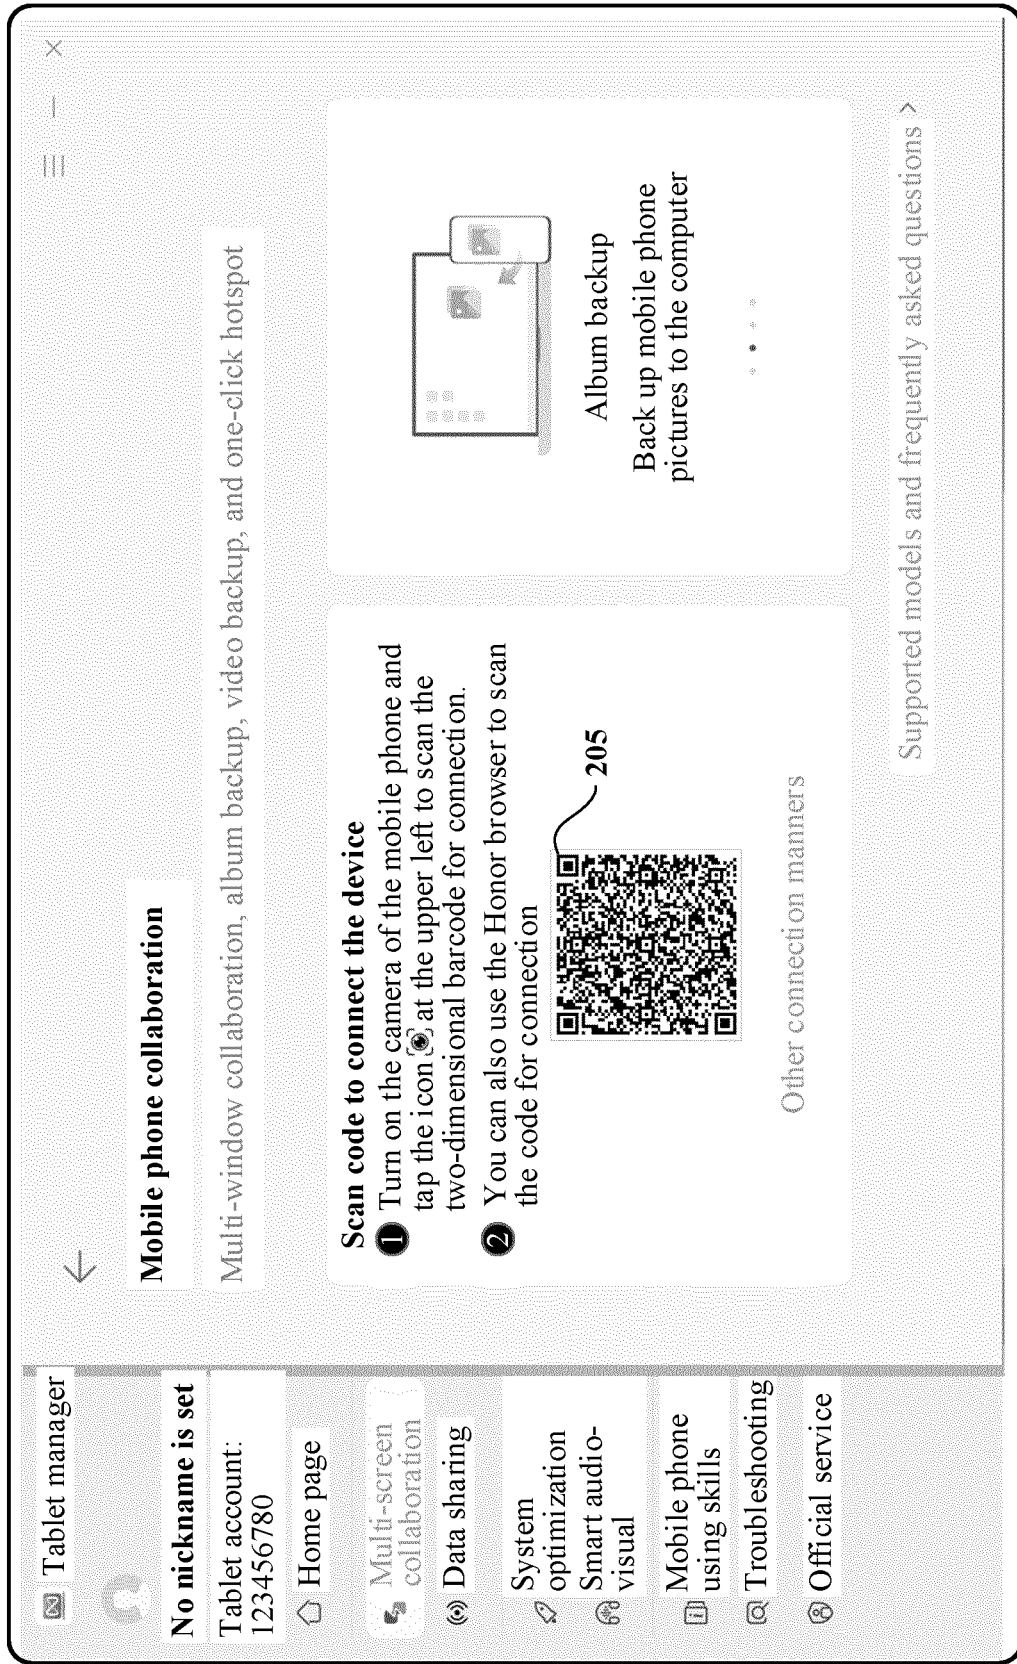 Tablet manager
No nickname is set
Tablet account:
123456780
Home page
Multi-screen
collaboration
Data sharing
System
optimization
Smart audio-
visual
Mobile phone
using skills
Troubleshooting
Official service
Mobile phone collaboration
Multi-window collaboration, album backup, video backup, and one-click hotspot
Scan code to connect the device
1 Turn on the camera of the mobile phone and
tap the icon at the upper left to scan the
two-dimensional barcode for connection.
2 You can also use the Honor browser to scan
the code for connection
205
Other connection manners
Album backup
Back up mobile phone
pictures to the computer
Supported models and frequently asked questions >